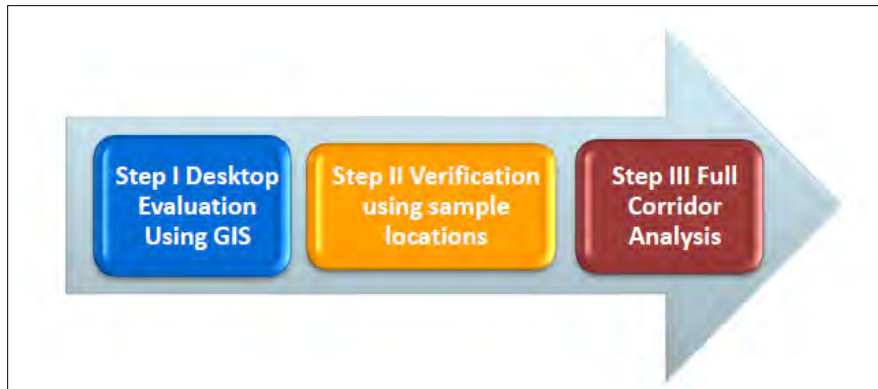 Step I Desktop
Evaluation
Using GIS
Step II Verification
using sample
locations
Step III Full
Corridor
Analysis